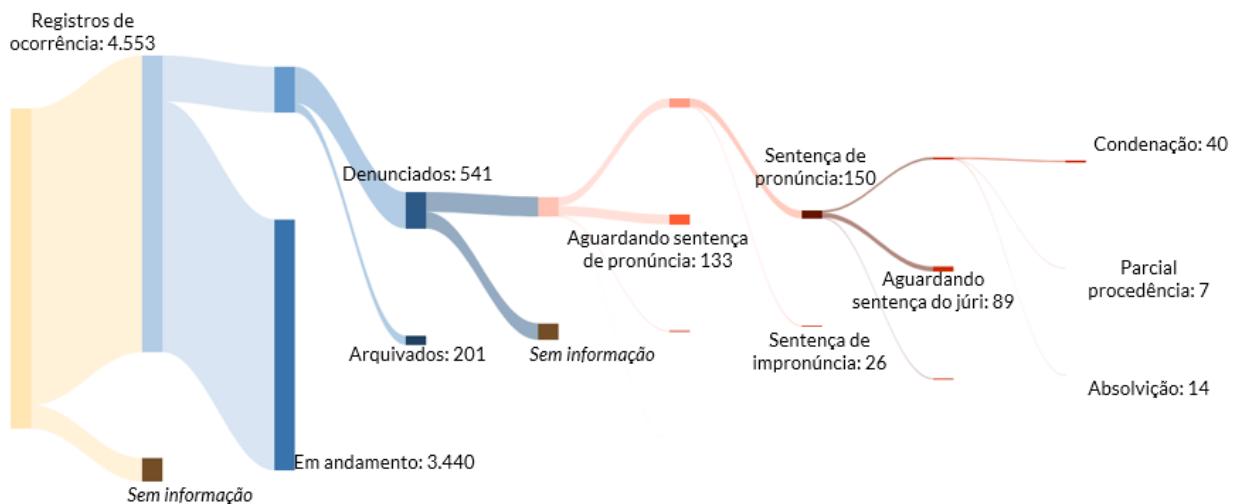 Registros de
ocorrência: 4.553
Denunciados: 541
Sentença de
pronúncia:150
Condenação: 40
Aguardando sentença
de pronúncia: 133
Aguardando
sentença do júri: 89
Parcial
procedência: 7
Arquivados: 201
Sem informação
Sentença de
impronúncia: 26
Absolvição: 14
Em andamento: 3.440
Sem informação